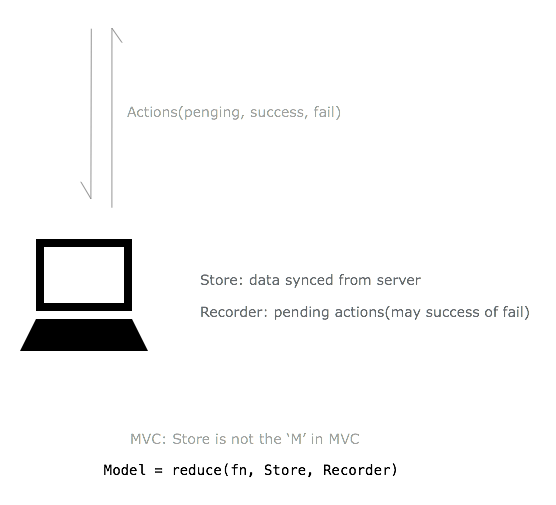 Actions(penging, success, fail)
Store: data synced from server
Recorder: pending actions(may success of fail)
MVC: Store is not the ‘M’ in MVC
Model = reduce(fn, Store, Recorder)